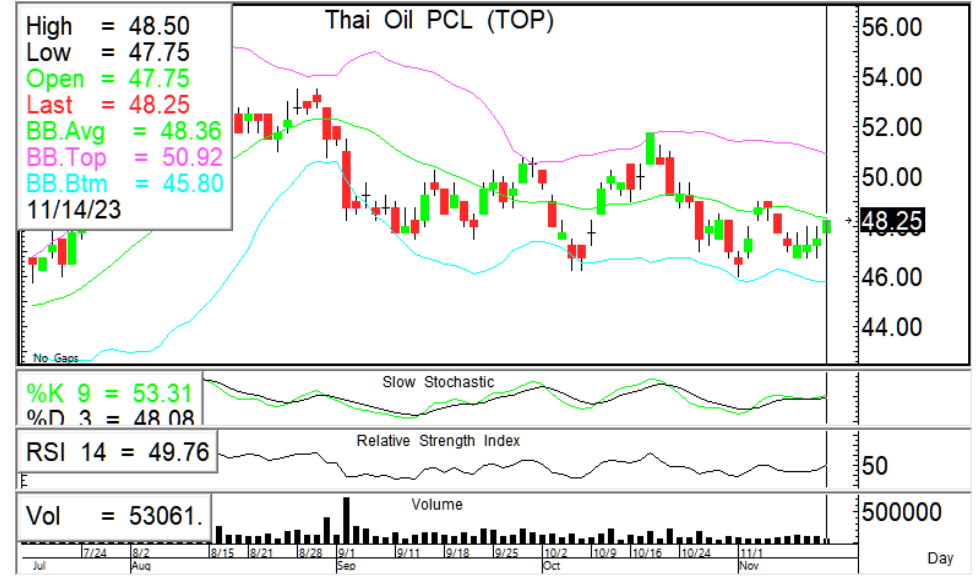 Thai Oil PCL (TOP)
High = 48.50
Low = 47.75
Open = 47.75
Last = 48.25
BB.Avg = 48.36
BB.Top = 50.92
BB.Btm = 45.80
11/14/23
56.00
54.00
52.00
50.00
48.25
46.00
44.00
No Gaps
Slow Stochastic
%K 9 = 53.31
%D 3 = 48.08
Relative Strength Index
RSI 14 = 49.76
50
Volume
Vol = 53061.
500000
7/24 8/2 8/15 8/21 8/28 9/1 9/11 9/18 9/25 10/2 10/9 10/16 10/24 11/1
Jul Aug Sep Oct Nov
Day